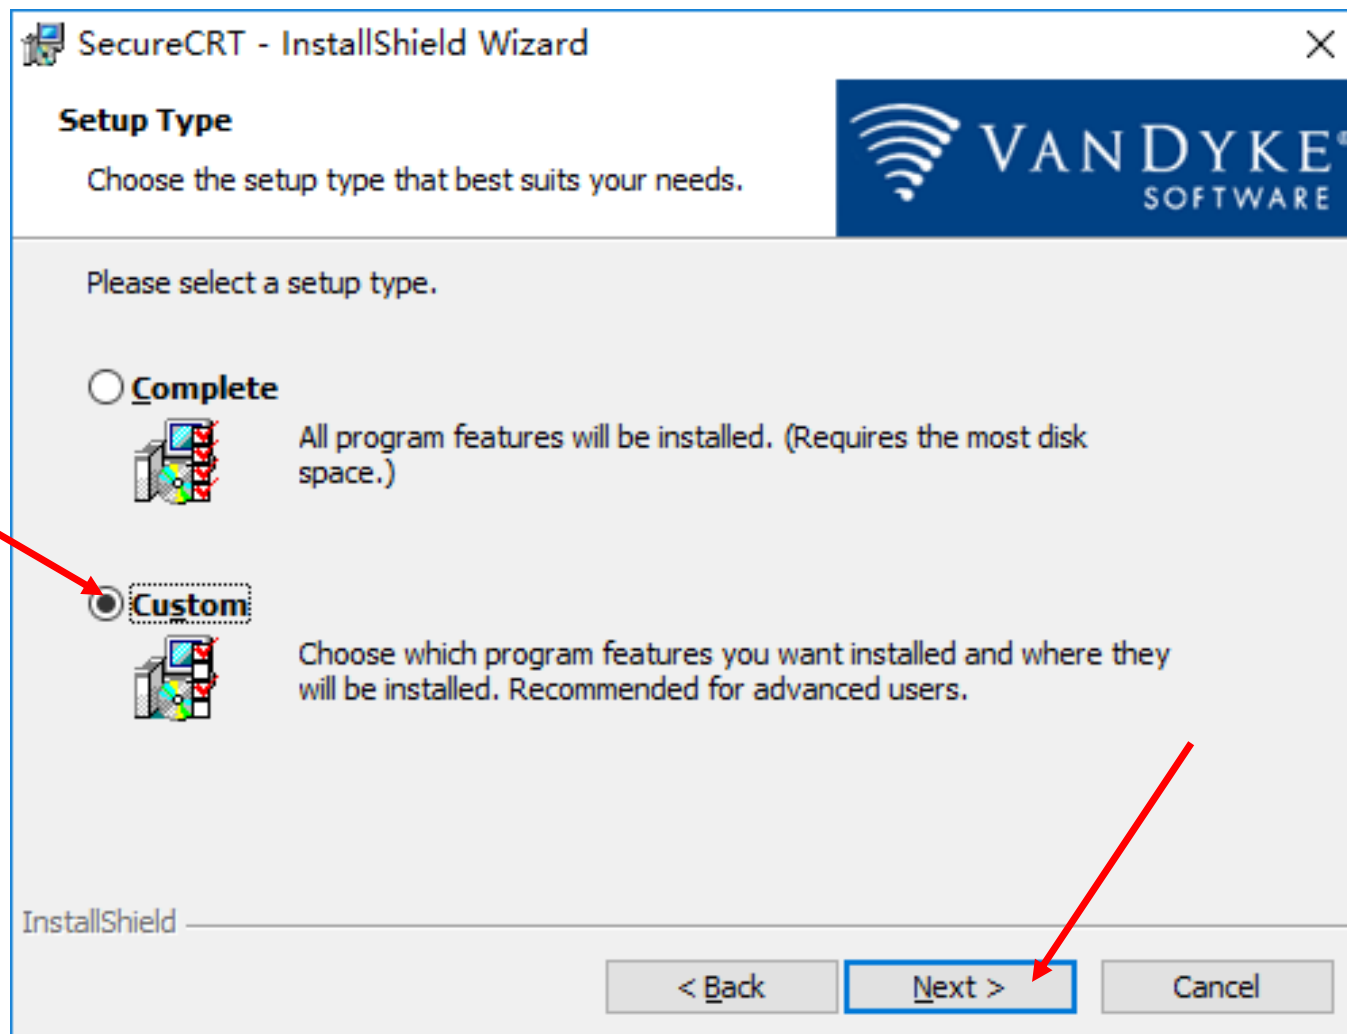 SecureCRT - InstallShield Wizard
Setup Type
Choose the setup type that best suits your needs.
VANDYKE®
SOFTWARE
Please select a setup type.
Complete
All program features will be installed. (Requires the most disk
space.)
Custom
Choose which program features you want installed and where they
will be installed. Recommended for advanced users.
InstallShield
< Back
Next >
Cancel